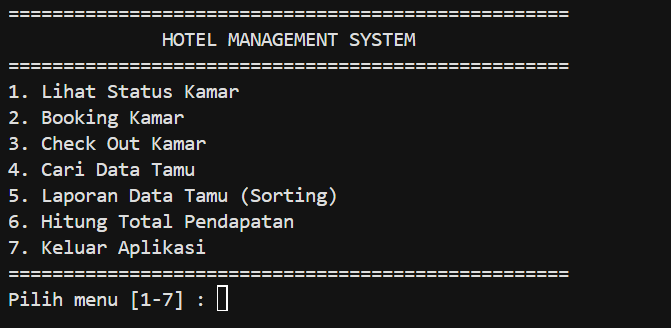 ===================================================
HOTEL MANAGEMENT SYSTEM
===================================================
1. Lihat Status Kamar
2. Booking Kamar
3. Check Out Kamar
4. Cari Data Tamu
5. Laporan Data Tamu (Sorting)
6. Hitung Total Pendapatan
7. Keluar Aplikasi
===================================================
Pilih menu [1-7] :